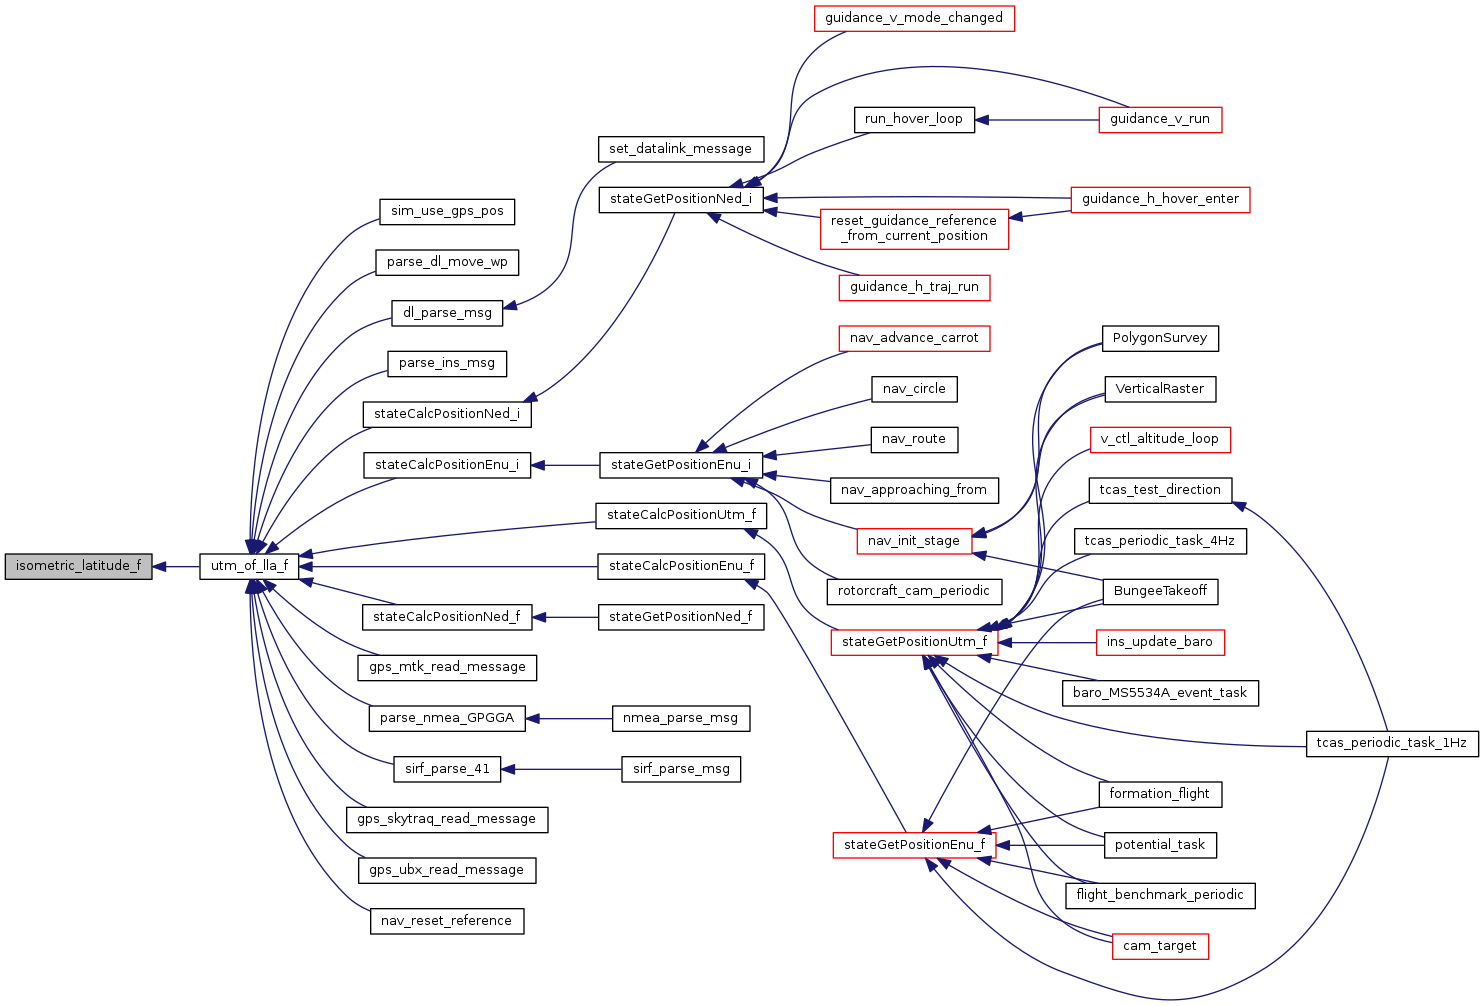 isometric_latitude_f
utm_of_lla_f
sim_use_gps_pos
parse_dl_move_wp
dl_parse_msg
parse_ins_msg
stateCalcPositionNed_i
stateCalcPositionEnu_i
stateCalcPositionUtm_f
stateCalcPositionEnu_f
stateCalcPositionNed_f
gps_mtk_read_message
parse_nmea_GPGGA
sirf_parse_41
gps_skytraq_read_message
gps_ubx_read_message
nav_reset_reference
set_datalink_message
stateGetPositionNed_i
stateGetPositionEnu_i
stateGetPositionNed_f
nmea_parse_msg
sirf_parse_msg
guidance_v_mode_changed
run_hover_loop
reset_guidance_reference
_from_current_position
guidance_h_traj_run
nav_advance_carrot
nav_circle
nav_route
nav_approaching_from
nav_init_stage
rotorcraft_cam_periodic
stateGetPositionUtm_f
stateGetPositionEnu_f
guidance_v_run
guidance_h_hover_enter
PolygonSurvey
VerticalRaster
v_ctl_altitude_loop
tcas_test_direction
tcas_periodic_task_4Hz
BungeeTakeoff
ins_update_baro
baro_MS5534A_event_task
formation_flight
potential_task
flight_benchmark_periodic
cam_target
tcas_periodic_task_1Hz